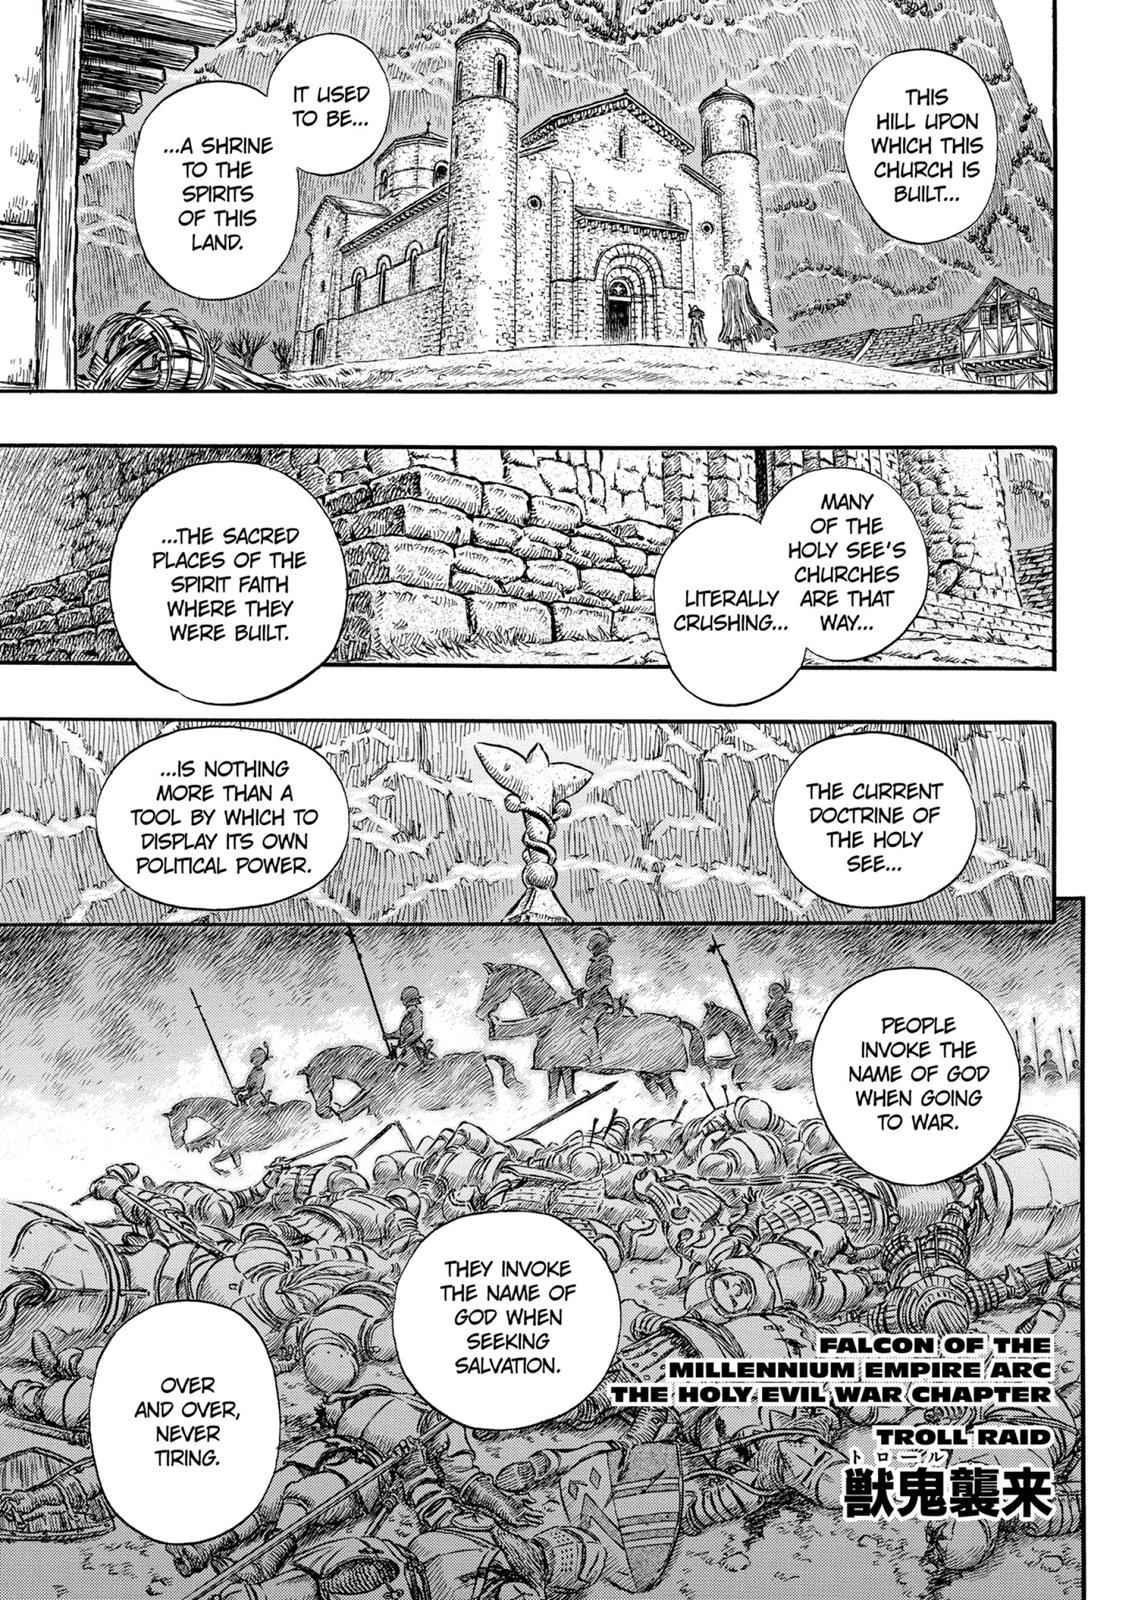 THIS
HILL UPON
WHICH THIS
CHURCH IS
BUILT...
IT USED
TO BE...
...A SHRINE
TO THE
SPIRITS
OF THIS
LAND.
MANY
OF THE
HOLY SEE'S
CHURCHES
ARE THAT
WAY...
LITERALLY
CRUSHING...
...THE SACRED
PLACES OF THE
SPIRIT FAITH
WHERE THEY
WERE BUILT.
THE CURRENT
DOCTRINE OF
THE HOLY
SEE...
...IS NOTHING
MORE THAN A
TOOL BY WHICH TO
DISPLAY ITS OWN
POLITICAL POWER.
PEOPLE
INVOKE THE
NAME OF GOD
WHEN GOING
TO WAR.
THEY INVOKE
THE NAME OF
GOD WHEN
SEEKING
SALVATION.
OVER
AND OVER,
NEVER
TIRING.
FALCON OF THE
MILLENNIUM EMPIRE ARC
THE HOLY EVIL WAR CHAPTER
TROLL RAID
トロール
獣鬼襲来